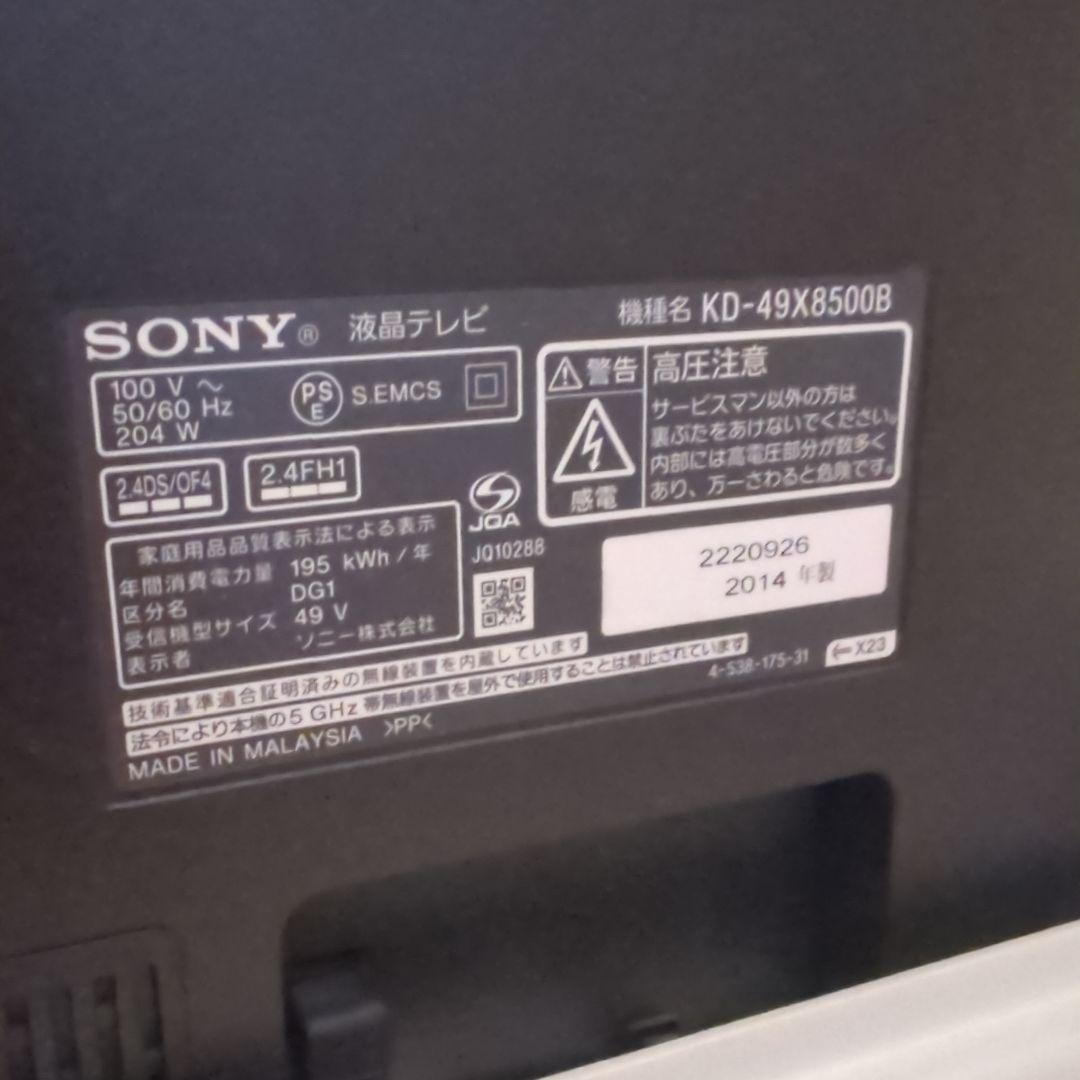 SONY® 液晶テレビ
機種名 KD-49X8500B
100 V ～
50/60 Hz
204 W
PS
E
S.EMCS
警告
感電
高圧注意
サービスマン以外の方は
裏ぶたをあけないでください。
内部には高電圧部分が数多く
あり、万一さわると危険です。
2.4DS/OF4
2.4FH1
JQA
JQ10288
家庭用品品質表示法による表示
年間消費電力量 195 kWh/年
区分名 DG1
受信機型サイズ 49 V
表示者 ソニー株式会社
2220926
2014 年製
技術基準適合証明済みの無線装置を内蔵しています
法令により本機の5 GHz 帯無線装置を屋外で使用することは禁止されています
4-538-175-31
←X23
MADE IN MALAYSIA >PP<